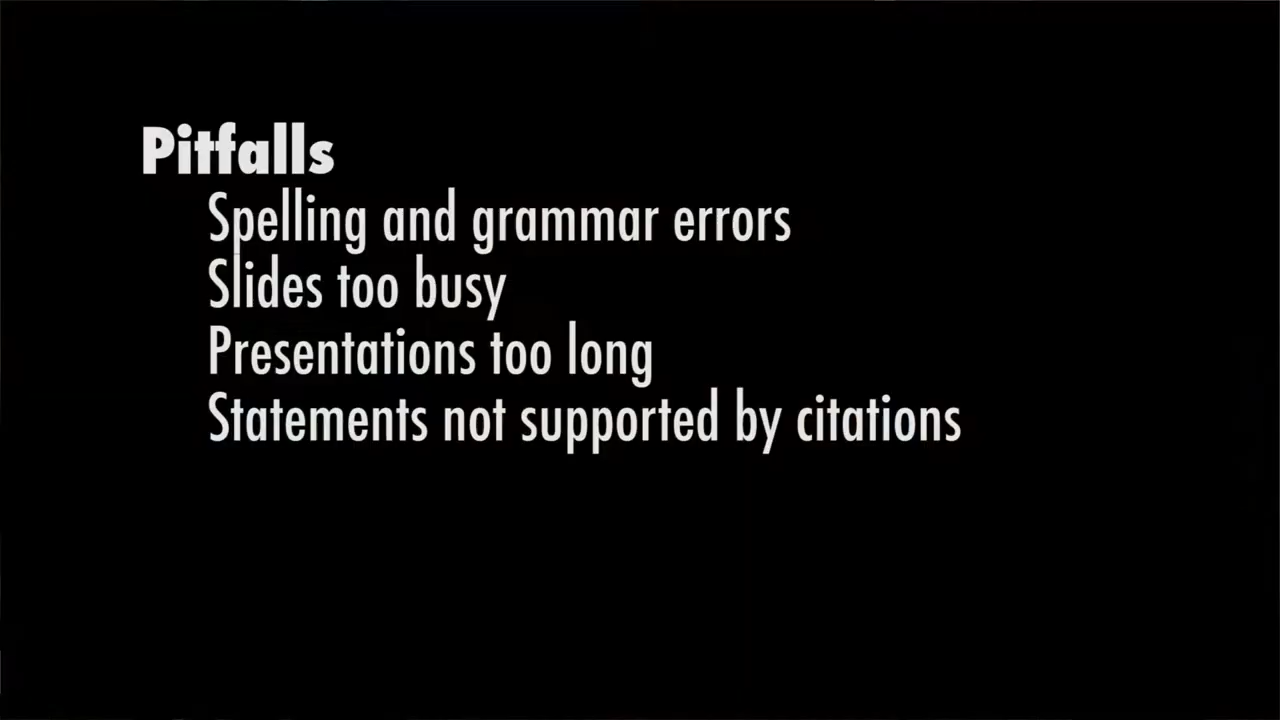 Pitfalls
Spelling and grammar errors
Slides too busy
Presentations too long
Statements not supported by citations